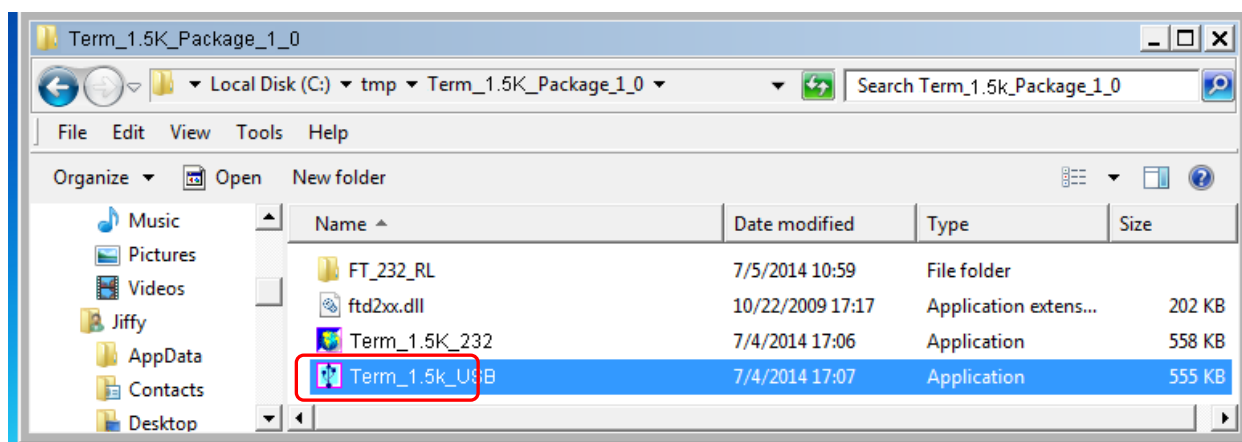 Term_1.5K_Package_1_0
Local Disk (C:) tmp Term_1.5K_Package_1_0 Search Term_1.5k_Package_1_0
File Edit View Tools Help
Organize Open New folder
Music Name Date modified Type Size
Pictures
FT_232_RL 7/5/2014 10:59 File folder
Videos
ftd2xx.dll 10/22/2009 17:17 Application extens... 202 KB
Jiffy
Term_1.5K_232 7/4/2014 17:06 Application 558 KB
AppData
Term_1.5k_USB 7/4/2014 17:07 Application 555 KB
Contacts
Desktop